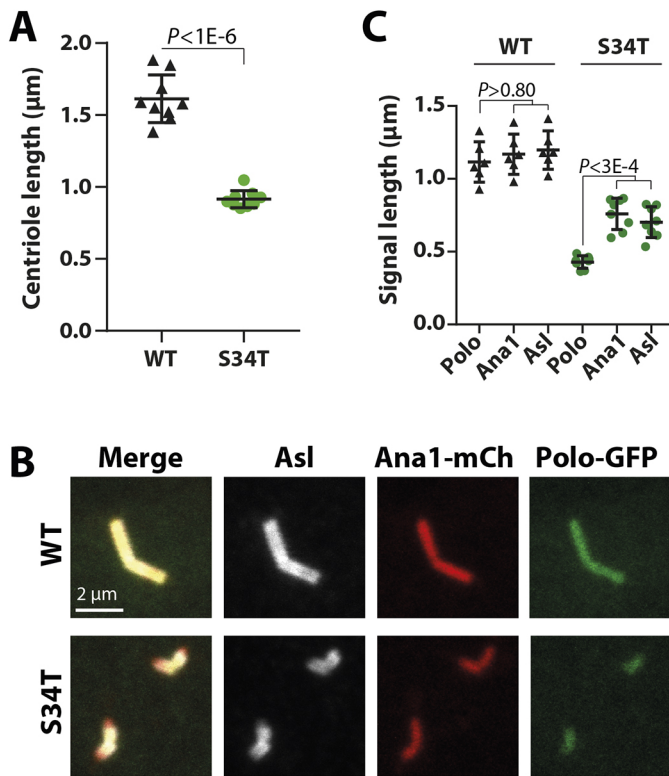 A
P<1E-6
Centriole length (µm)
2.0
1.5
1.0
0.5
0.0
WT
S34T
C
WT
S34T
P>0.80
P<3E-4
Signal length (µm)
1.5
1.0
0.5
0.0
Polo
Ana1
Asl
Polo
Ana1
Asl
B
Merge
Asl
Ana1-mCh
Polo-GFP
WT
2 µm
S34T